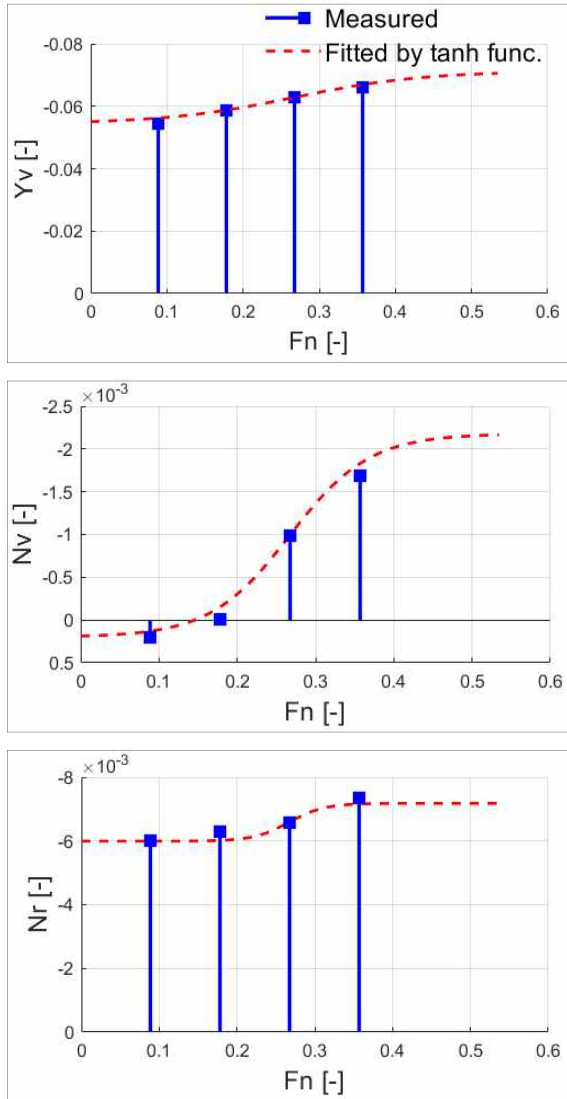 Measured
Fitted by tanh func.
-0.08
-0.06
-0.04
-0.02
0
Yv [-]
0 0.1 0.2 0.3 0.4 0.5 0.6
Fn [-]
×10⁻³
-2.5
-2
-1
-0.5
0
0.5
Nv [-]
0 0.1 0.2 0.3 0.4 0.5 0.6
Fn [-]
×10⁻³
-8
-6
-4
-2
0
Nr [-]
0 0.1 0.2 0.3 0.4 0.5 0.6
Fn [-]